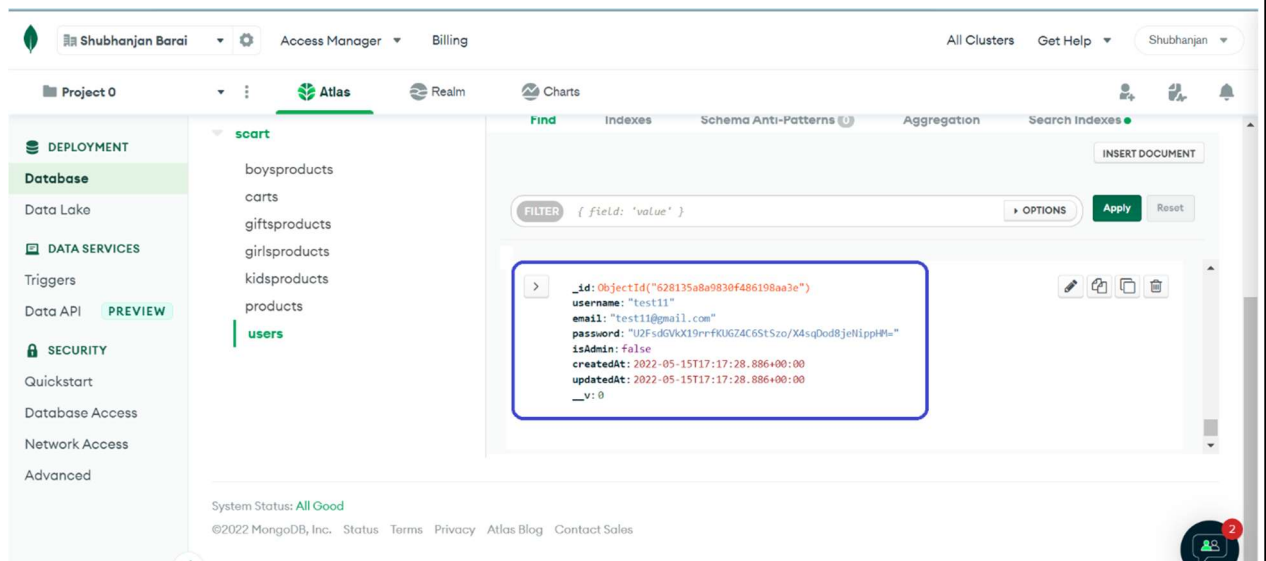 Shubhanjan Barai Access Manager Billing All Clusters Get Help Shubhanjan
Project 0 Atlas Realm Charts
DEPLOYMENT
Database
Data Lake
DATA SERVICES
Triggers
Data API PREVIEW
SECURITY
Quickstart
Database Access
Network Access
Advanced
scart
boysproducts
carts
giftsproducts
girlsproducts
kidsproducts
products
users
Find Indexes Schema Anti-Patterns 0 Aggregation Search Indexes
INSERT DOCUMENT
FILTER { field: 'value' } OPTIONS Apply Reset
_id: ObjectId("628135a8a9830f486198aa3e")
username: "test11"
email: "test11@gmail.com"
password: "U2FsdGVkX19rrfKUGZ4C6StSzo/X4sqDod8jeNippHM="
isAdmin: false
createdAt: 2022-05-15T17:17:28.886+00:00
updatedAt: 2022-05-15T17:17:28.886+00:00
__v: 0
System Status: All Good
©2022 MongoDB, Inc. Status Terms Privacy Atlas Blog Contact Sales
2